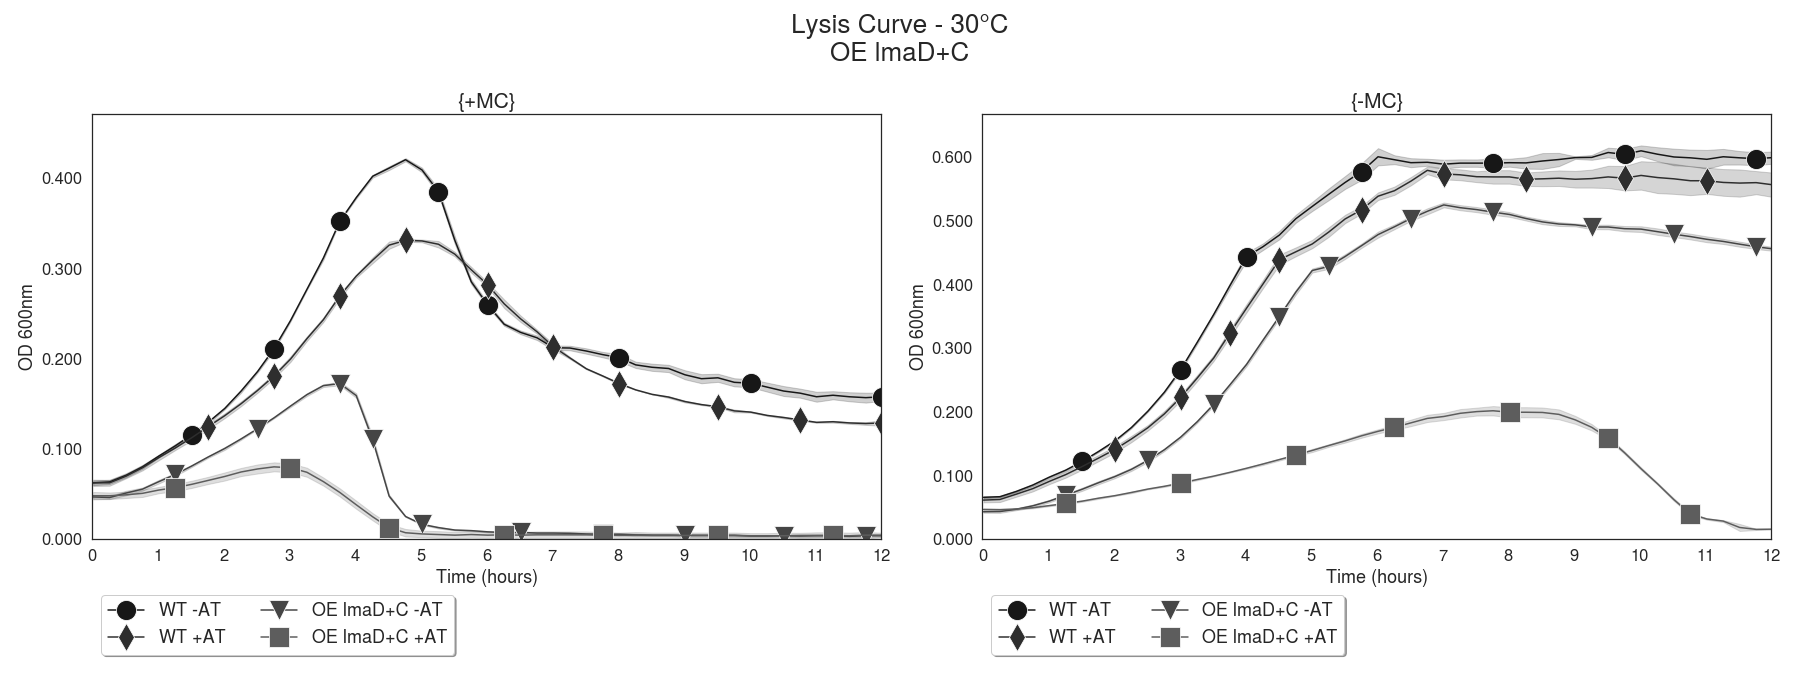 Lysis Curve - 30°C
OE lmaD+C
{+MC}
OD 600nm
0.400
0.300
0.200
0.100
0.000
0 1 2 3 4 5 6 7 8 9 10 11 12
Time (hours)
WT -AT
WT +AT
OE lmaD+C -AT
OE lmaD+C +AT
{-MC}
OD 600nm
0.600
0.500
0.400
0.300
0.200
0.100
0.000
0 1 2 3 4 5 6 7 8 9 10 11 12
Time (hours)
WT -AT
WT +AT
OE lmaD+C -AT
OE lmaD+C +AT